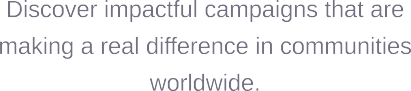 Discover impactful campaigns that are
making a real difference in communities
worldwide.